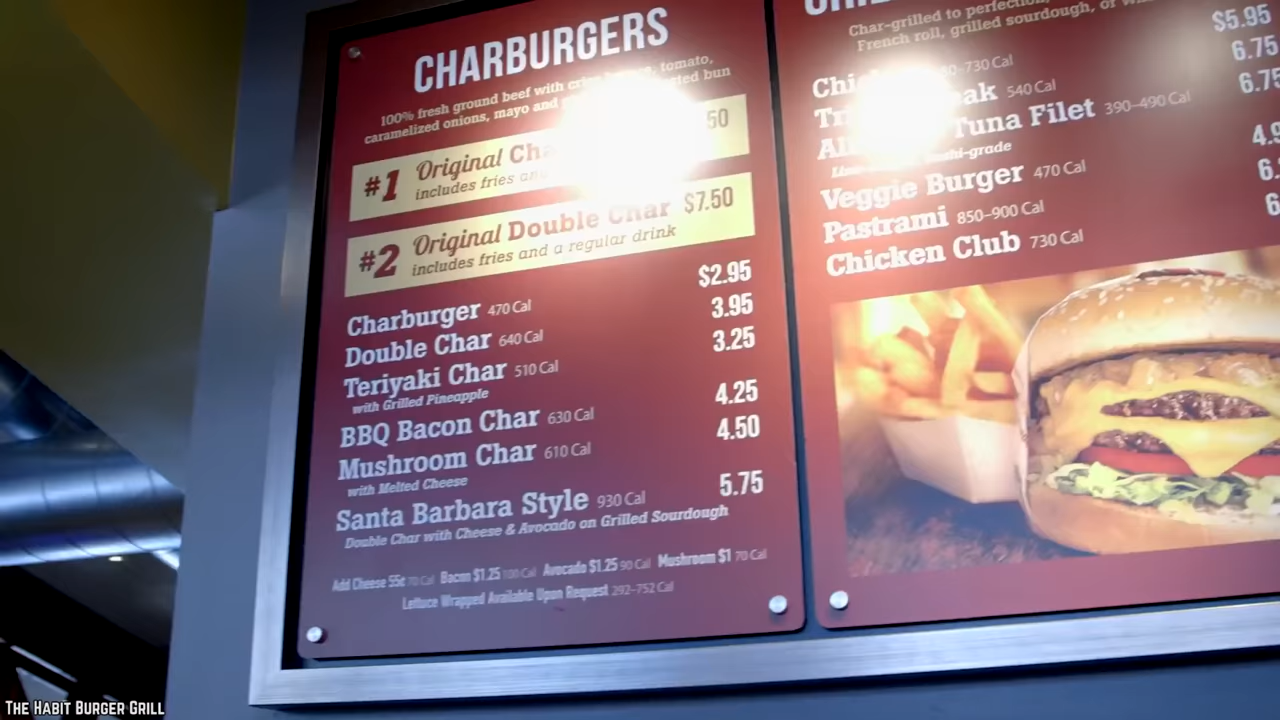 CHARBURGERS
100% fresh ground beef with tomato,
caramelized onions, mayo and bun
#1 Original
includes fries 50
#2 Original Double Char $7.50
includes fries and a regular drink
Charburger 470 Cal $2.95
Double Char 640 Cal 3.95
Teriyaki Char 510 Cal 3.25
with Grilled Pineapple
BBQ Bacon Char 630 Cal 4.25
Mushroom Char 610 Cal 4.50
with Melted Cheese
Santa Barbara Style 930 Cal 5.75
Double Char with Cheese & Avocado on Grilled Sourdough
Add Cheese 55¢ 70 Cal Bacon $1.25 100 Cal Avocado $1.25 90 Cal Mushroom $1 70 Cal
Lettuce Wrapped Available Upon Request 292-752 Cal
Char-grilled to perfection,
French roll, grilled sourdough, or
-730 Cal $5.95
540 Cal 6.75
Tuna Filet 390-490 Cal 6.75
Veggie Burger 470 Cal
Pastrami 850-900 Cal
Chicken Club 730 Cal
THE HABIT BURGER GRILL